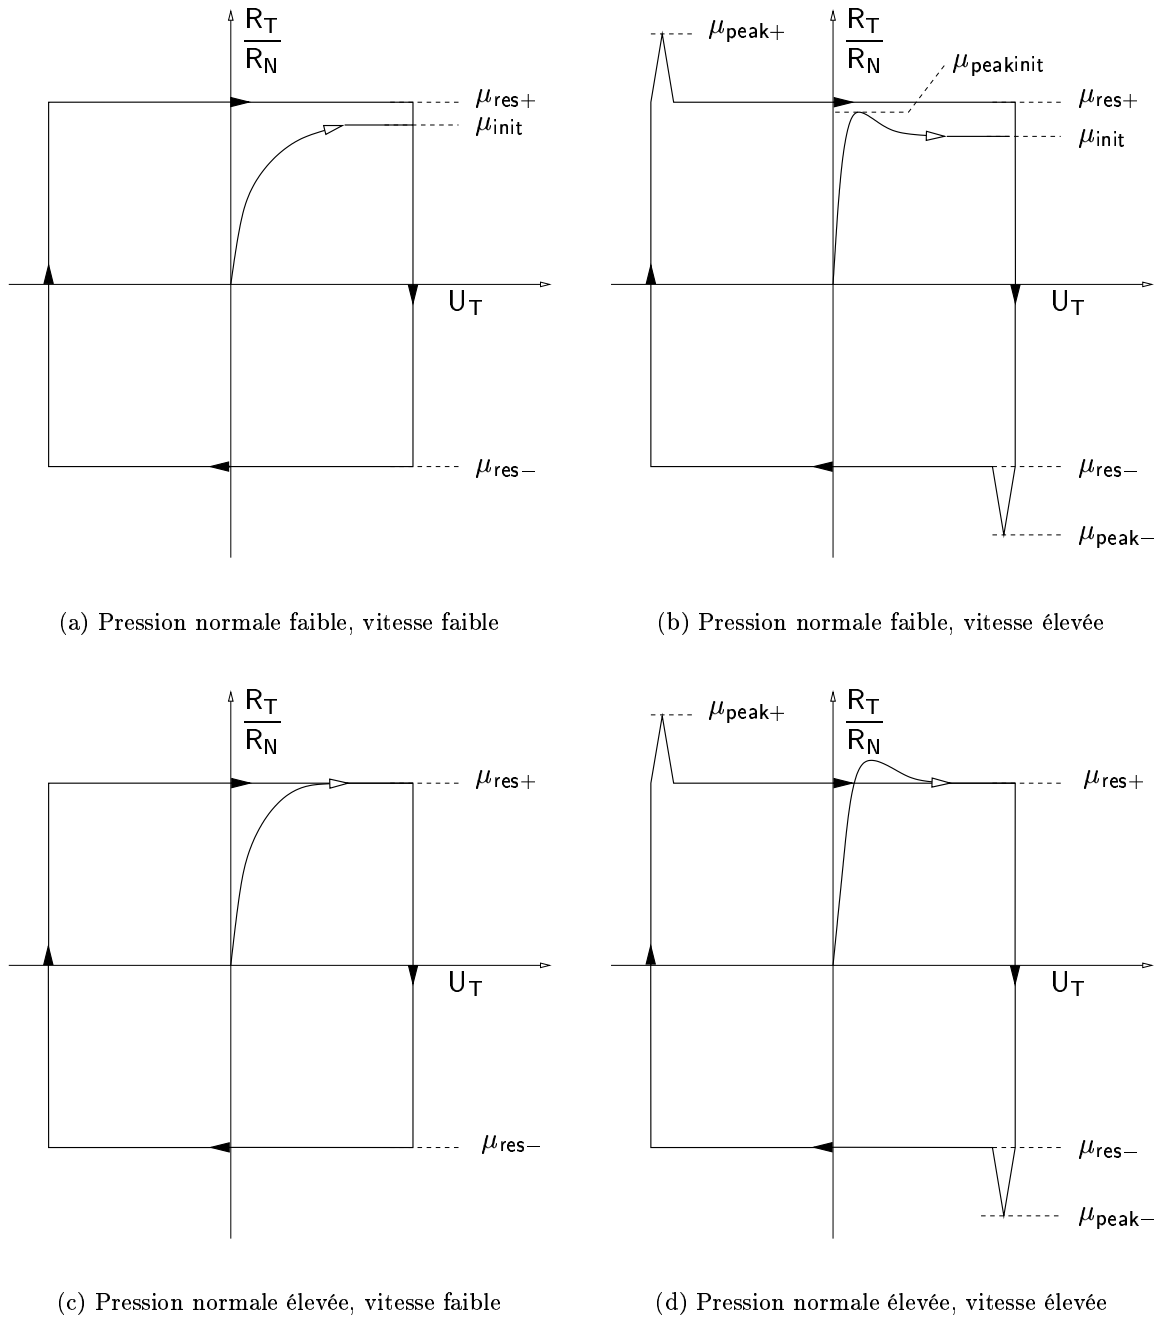 R_T
R_N
μ_res+
μ_init
U_T
μ_res−
(a) Pression normale faible, vitesse faible
μ_peak+
R_T
R_N
μ_peakinit
μ_res+
μ_init
U_T
μ_res−
μ_peak−
(b) Pression normale faible, vitesse élevée
R_T
R_N
μ_res+
U_T
μ_res−
(c) Pression normale élevée, vitesse faible
μ_peak+
R_T
R_N
μ_res+
U_T
μ_res−
μ_peak−
(d) Pression normale élevée, vitesse élevée